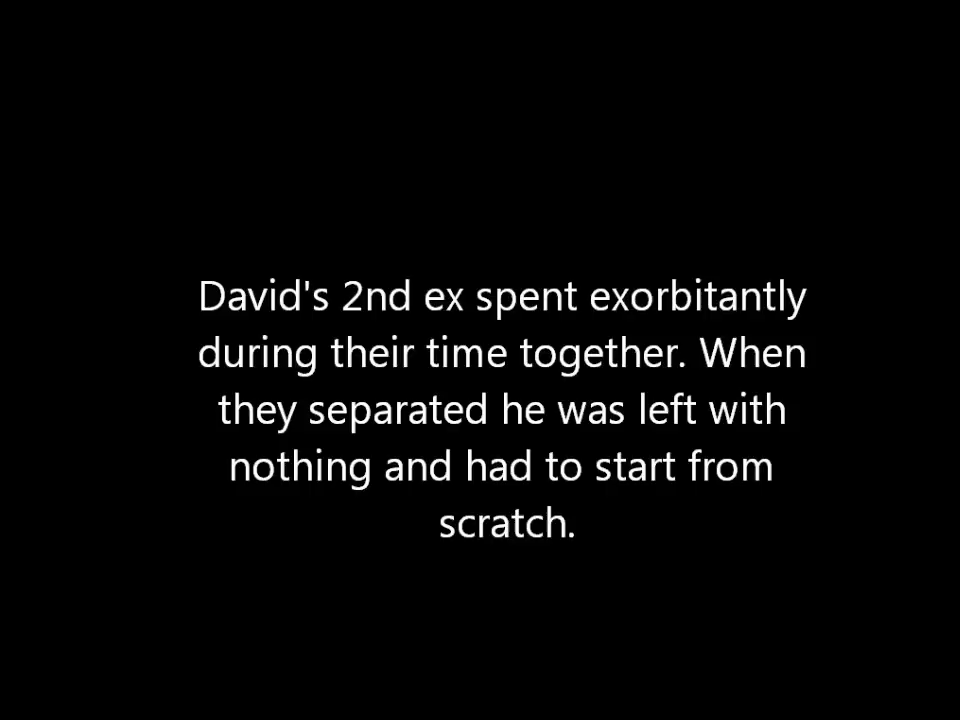 David's 2nd ex spent exorbitantly
during their time together. When
they separated he was left with
nothing and had to start from
scratch.